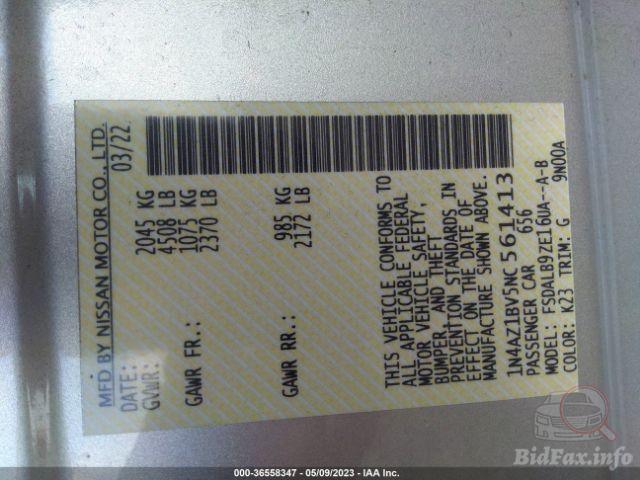 MFD BY NISSAN MOTOR CO., LTD.
DATE: 03/22
GVWR: 2045 KG
4508 LB
GAWR FR.: 1075 KG
2370 LB
GAWR RR.: 985 KG
2172 LB
THIS VEHICLE CONFORMS TO
ALL APPLICABLE FEDERAL
MOTOR VEHICLE SAFETY,
BUMPER, AND THEFT
PREVENTION STANDARDS IN
EFFECT ON THE DATE OF
MANUFACTURE SHOWN ABOVE.
1N4AZ1BV5NC561413
PASSENGER CAR 656
MODEL: FSDALB9ZE16UA--A-B
COLOR: K23 TRIM: G 9N00A
000-36558347 - 05/09/2023 - IAA Inc.
BidFax.info